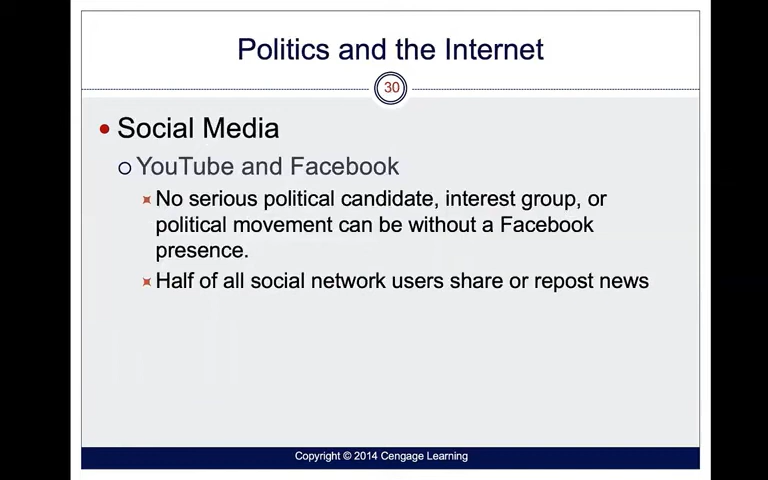 Politics and the Internet
30
Social Media
YouTube and Facebook
No serious political candidate, interest group, or
political movement can be without a Facebook
presence.
Half of all social network users share or repost news
Copyright © 2014 Cengage Learning